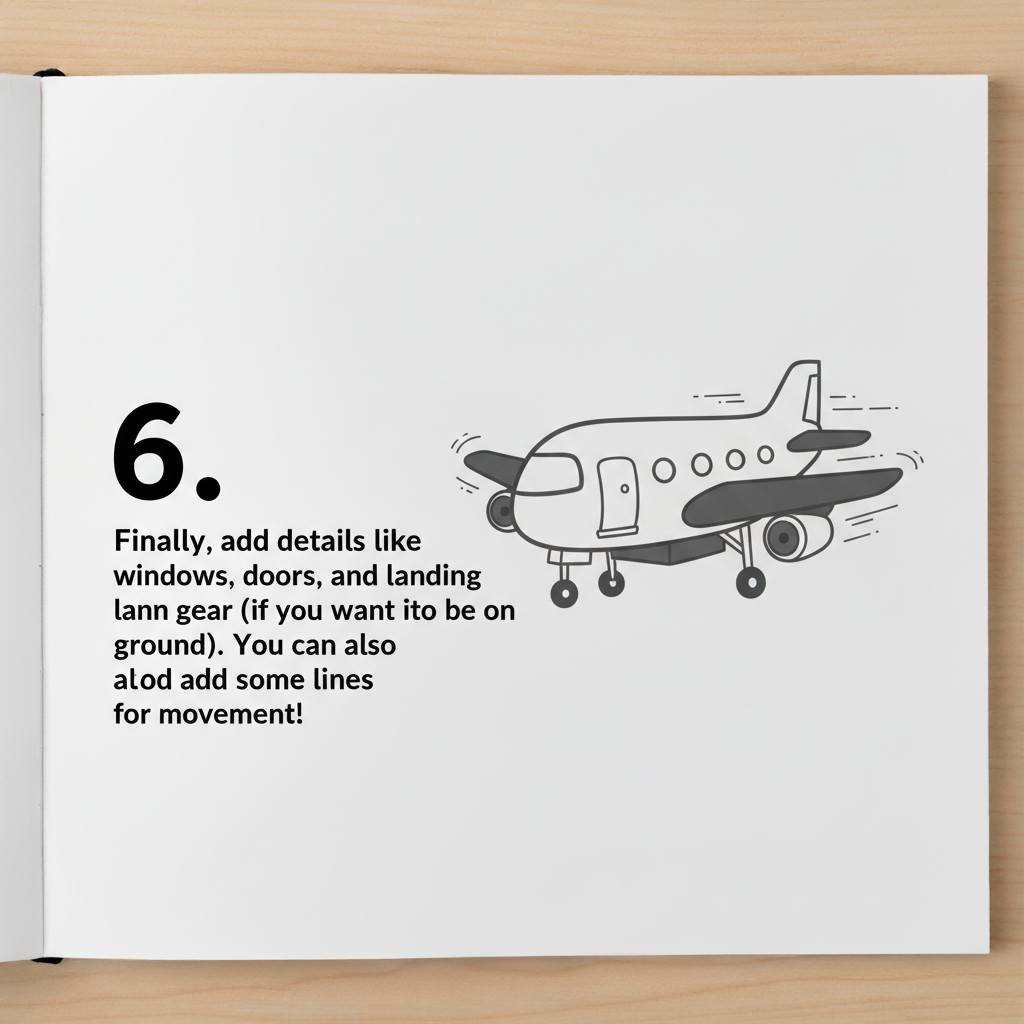 6.
Finally, add details like
windows, doors, and landing
lann gear (if you want ito be on
ground). You can also
alod add some lines
for movement!